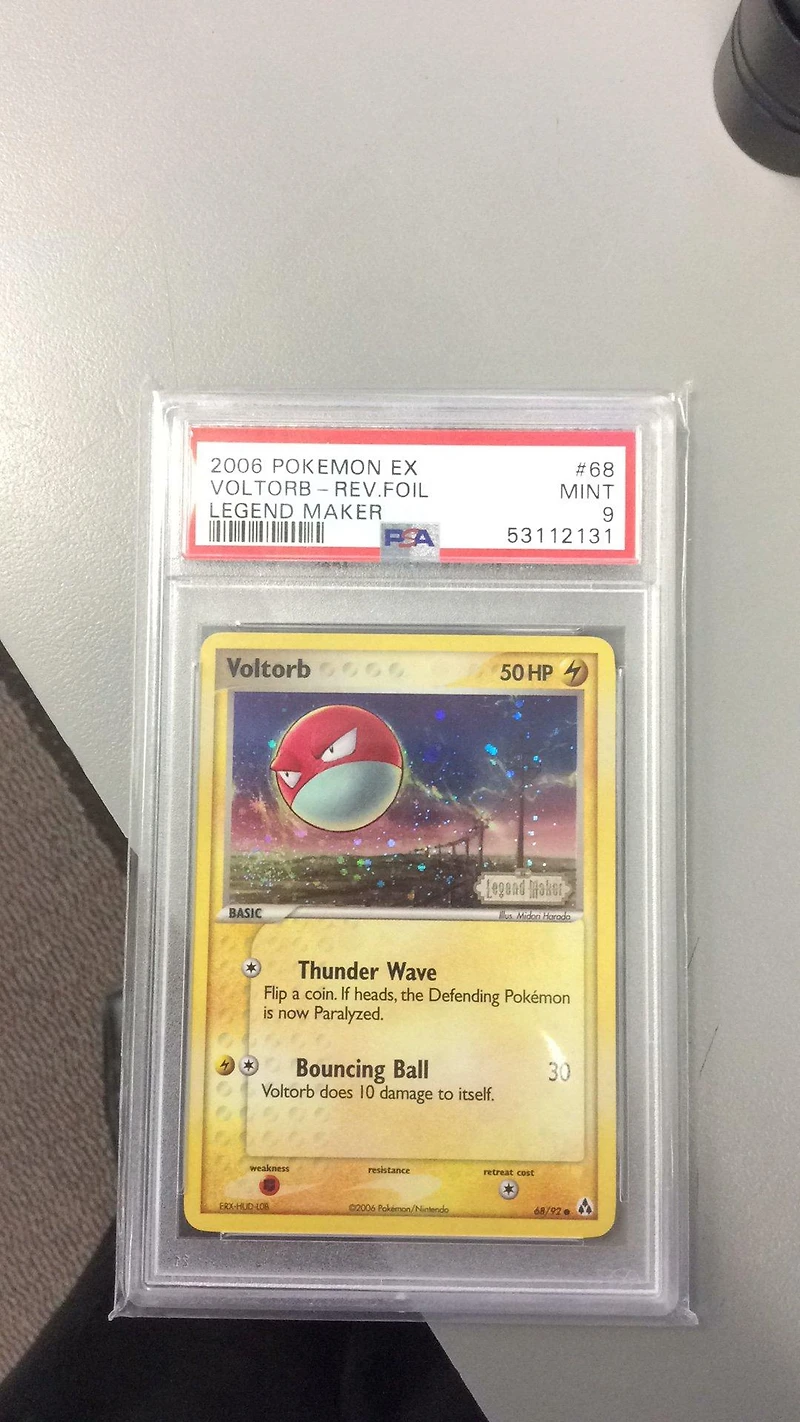 2006 POKEMON EX #68
VOLTORB - REV.FOIL MINT
LEGEND MAKER 9
PSA 53112131
Voltorb 50 HP
Legend Maker
BASIC Illus. Midori Harada
Thunder Wave
Flip a coin. If heads, the Defending Pokémon
is now Paralyzed.
Bouncing Ball 30
Voltorb does 10 damage to itself.
weakness resistance retreat cost
©2006 Pokémon/Nintendo 68/92